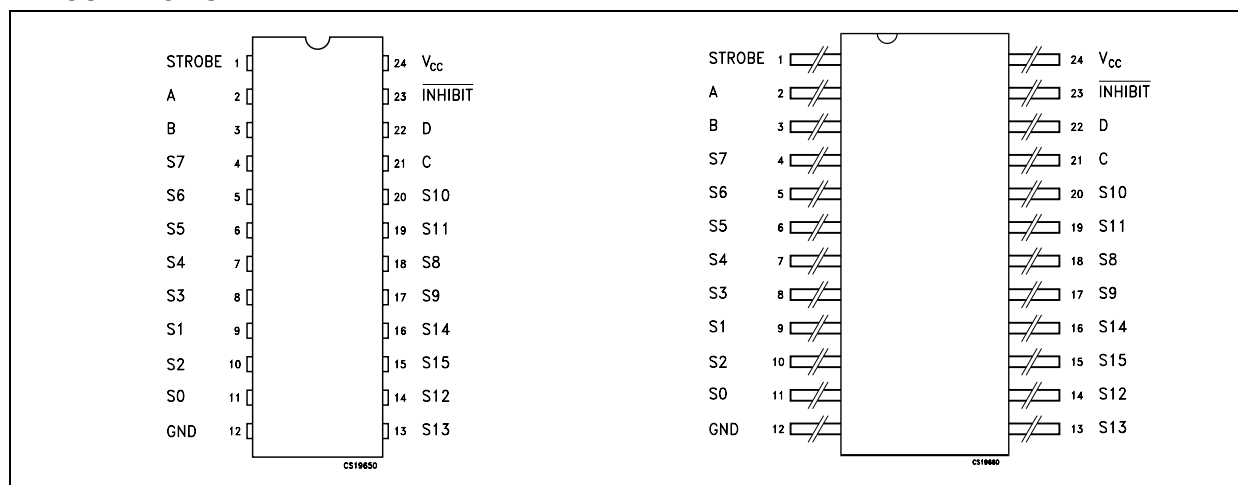 STROBE 1 24 VCC
A 2 23 INHIBIT
B 3 22 D
S7 4 21 C
S6 5 20 S10
S5 6 19 S11
S4 7 18 S8
S3 8 17 S9
S1 9 16 S14
S2 10 15 S15
S0 11 14 S12
GND 12 13 S13
CS19650
STROBE 1 24 VCC
A 2 23 INHIBIT
B 3 22 D
S7 4 21 C
S6 5 20 S10
S5 6 19 S11
S4 7 18 S8
S3 8 17 S9
S1 9 16 S14
S2 10 15 S15
S0 11 14 S12
GND 12 13 S13
CS19660